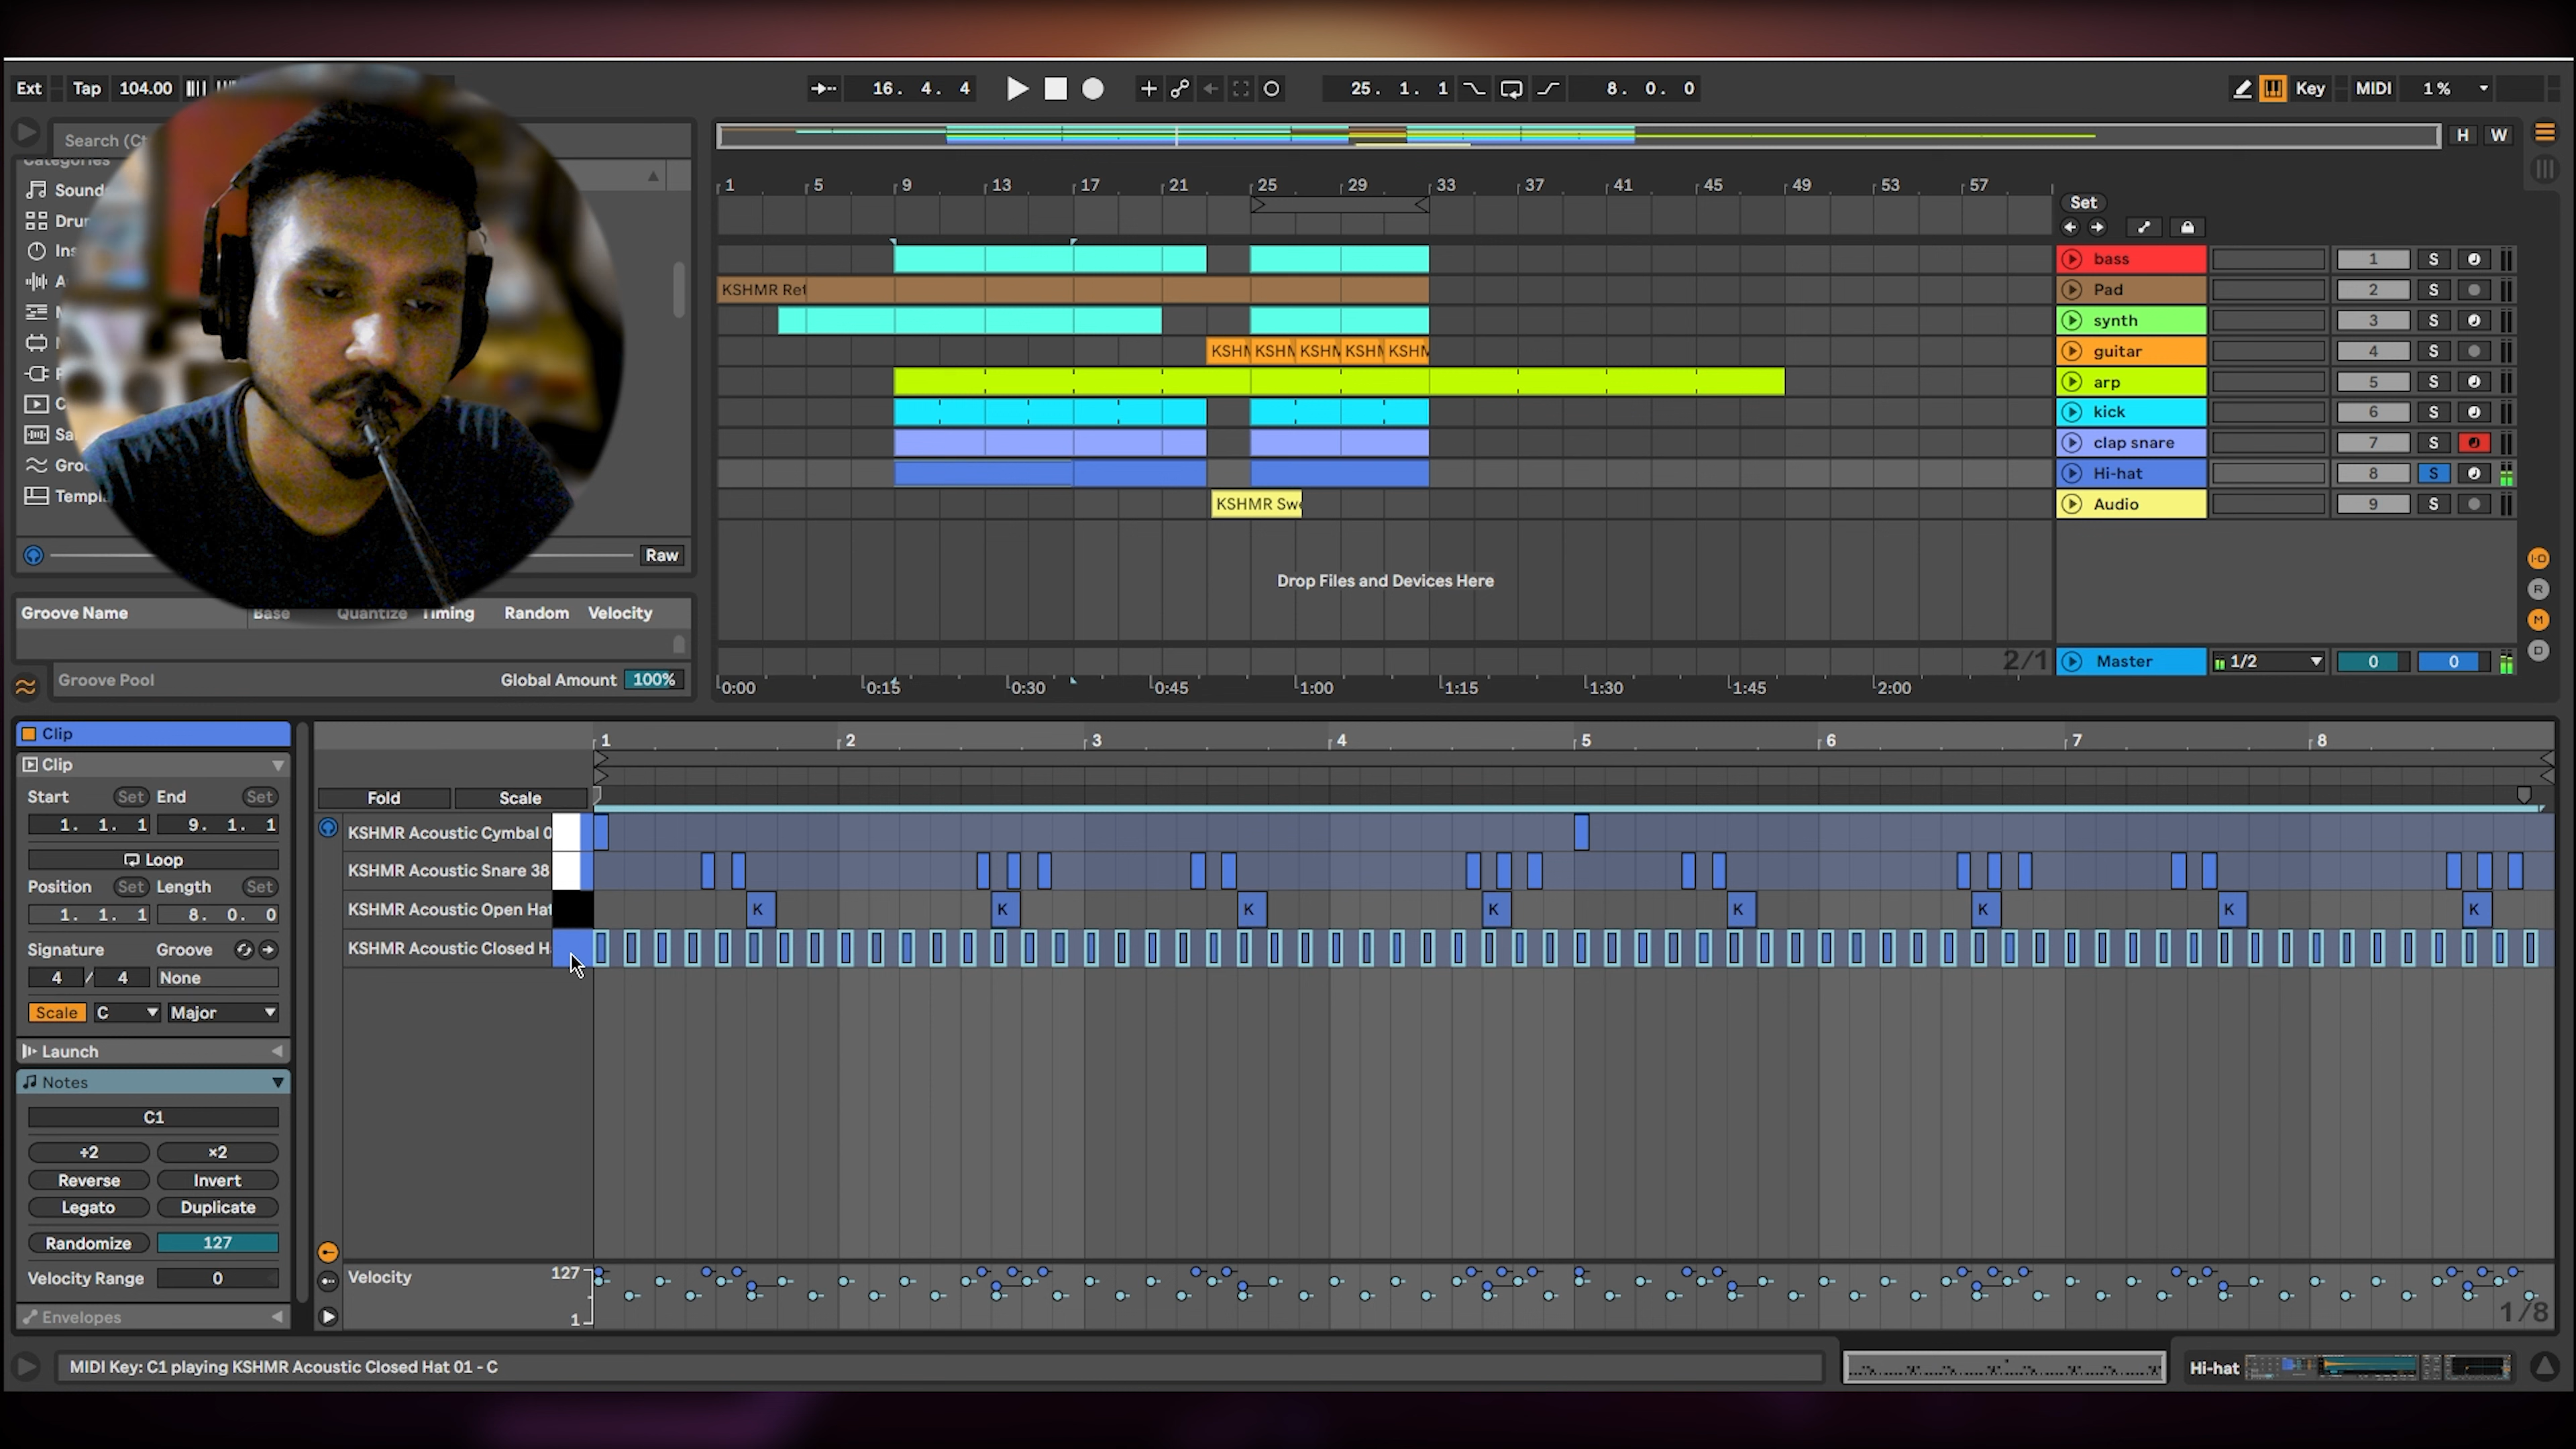 Ext Tap 104.00 16. 4. 4 25. 1. 1 8. 0. 0 Key MIDI 1 %
Search (Ct
H W
Categories
Sound
Dru
Ins
A
C
Sa
Gro
Templ
Raw
1 5 9 13 17 21 25 29 33 37 41 45 49 53 57
Set
bass 1 S
KSHMR Ret Pad 2 S
synth 3 S
KSHM KSHM KSHM KSHM KSHM guitar 4 S
arp 5 S
kick 6 S
clap snare 7 S
Hi-hat 8 S
KSHMR Swe Audio 9 S
Drop Files and Devices Here
I-O
R
M
D
Groove Name Base Quantize Timing Random Velocity
Groove Pool Global Amount 100%
2/1 Master 1/2 0 0
0:00 0:15 0:30 0:45 1:00 1:15 1:30 1:45 2:00
Clip
Clip
Start Set End Set
1. 1. 1 9. 1. 1
Loop
Position Set Length Set
1. 1. 1 8. 0. 0
Signature Groove
4 / 4 None
Scale C Major
Launch
Notes
C1
÷2 ×2
Reverse Invert
Legato Duplicate
Randomize 127
Velocity Range 0
Envelopes
1 2 3 4 5 6 7 8
Fold Scale
KSHMR Acoustic Cymbal 0
KSHMR Acoustic Snare 38
KSHMR Acoustic Open Hat K K K K K K K K
KSHMR Acoustic Closed H
Velocity 127
1
1/8
MIDI Key: C1 playing KSHMR Acoustic Closed Hat 01 - C
Hi-hat